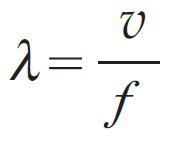 λ = v / f